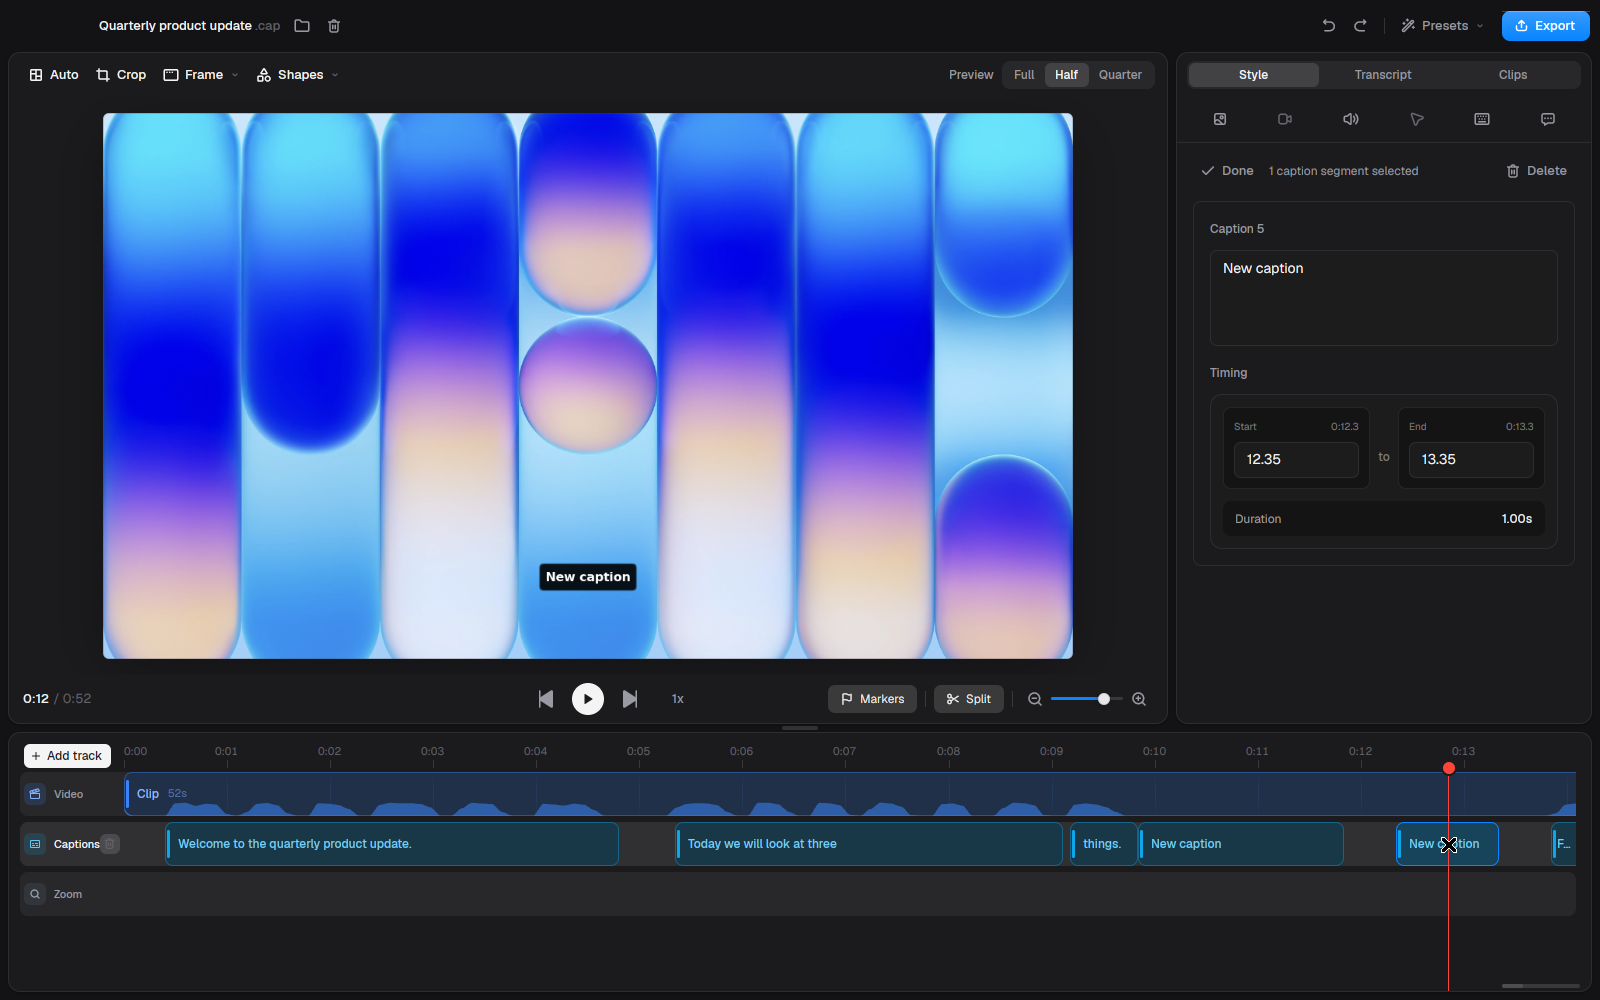 Quarterly product update .cap
Presets
Export
Auto
Crop
Frame
Shapes
Preview
Full
Half
Quarter
Style
Transcript
Clips
Done
1 caption segment selected
Delete
Caption 5
New caption
Timing
Start
0:12.3
12.35
to
End
0:13.3
13.35
Duration
1.00s
New caption
0:12 / 0:52
1x
Markers
Split
Add track
0:00
0:01
0:02
0:03
0:04
0:05
0:06
0:07
0:08
0:09
0:10
0:11
0:12
0:13
Video
Clip 52s
Captions
Welcome to the quarterly product update.
Today we will look at three
things.
New caption
New caption
F...
Zoom